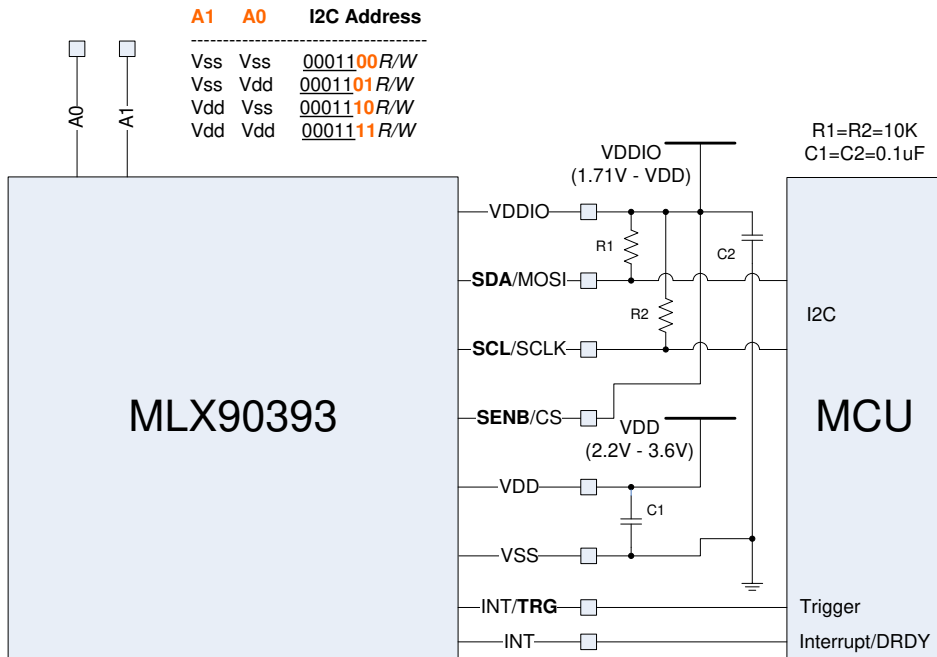 A1 A0 I2C Address
Vss Vss 0001100R/W
Vss Vdd 0001101R/W
Vdd Vss 0001110R/W
Vdd Vdd 0001111R/W
A0
A1
R1=R2=10K
C1=C2=0.1uF
VDDIO
(1.71V - VDD)
VDDIO
R1
C2
SDA/MOSI
R2
I2C
SCL/SCLK
MLX90393
SENB/CS
MCU
VDD
(2.2V - 3.6V)
VDD
C1
VSS
INT/TRG
Trigger
INT
Interrupt/DRDY